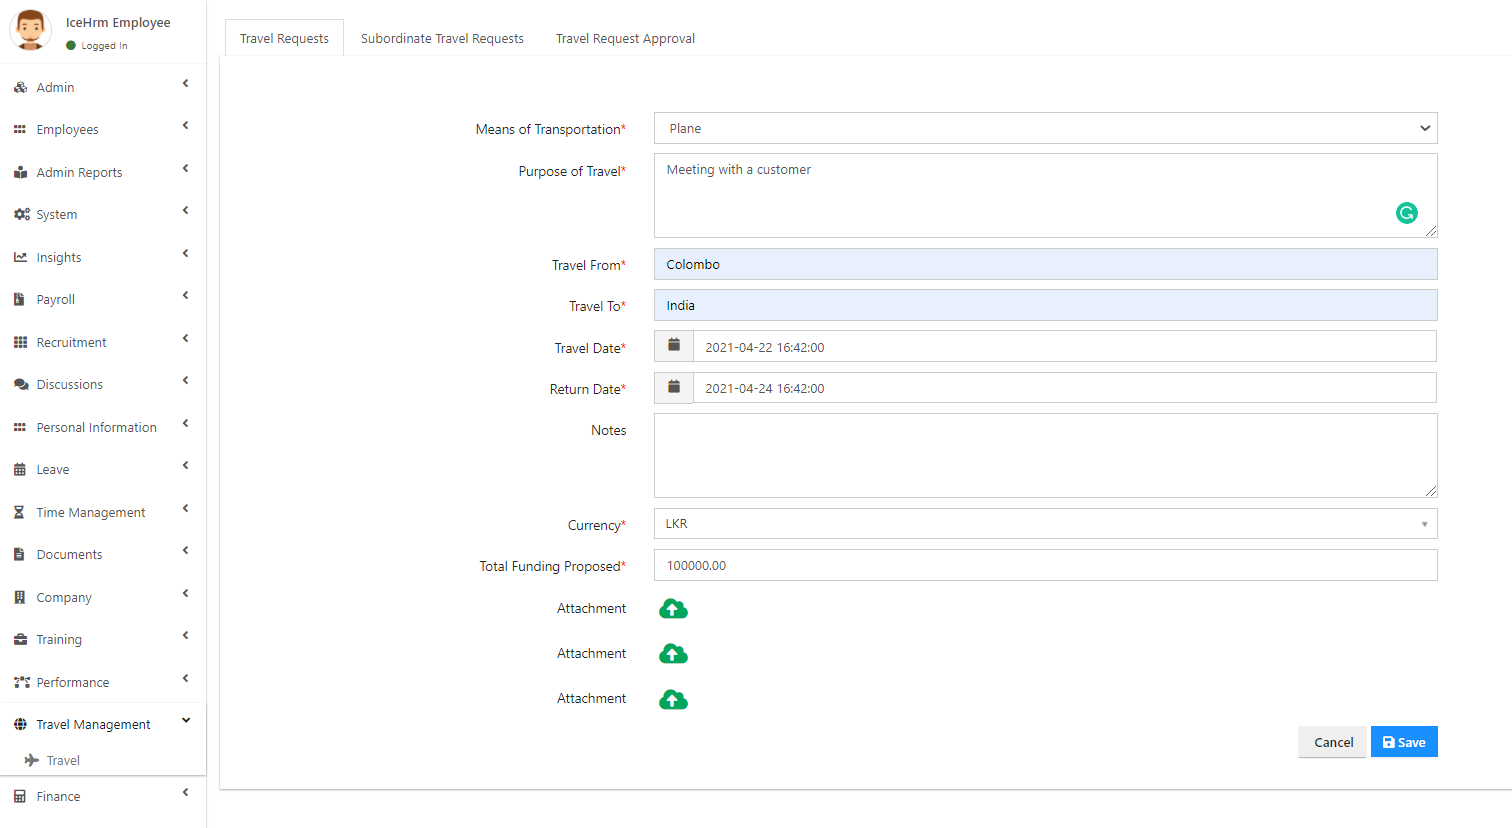 IceHrm Employee
Logged In
Admin
Employees
Admin Reports
System
Insights
Payroll
Recruitment
Discussions
Personal Information
Leave
Time Management
Documents
Company
Training
Performance
Travel Management
Travel
Finance
Travel Requests Subordinate Travel Requests Travel Request Approval
Means of Transportation* Plane
Purpose of Travel* Meeting with a customer
Travel From* Colombo
Travel To* India
Travel Date* 2021-04-22 16:42:00
Return Date* 2021-04-24 16:42:00
Notes
Currency* LKR
Total Funding Proposed* 100000.00
Attachment
Attachment
Attachment
Cancel Save